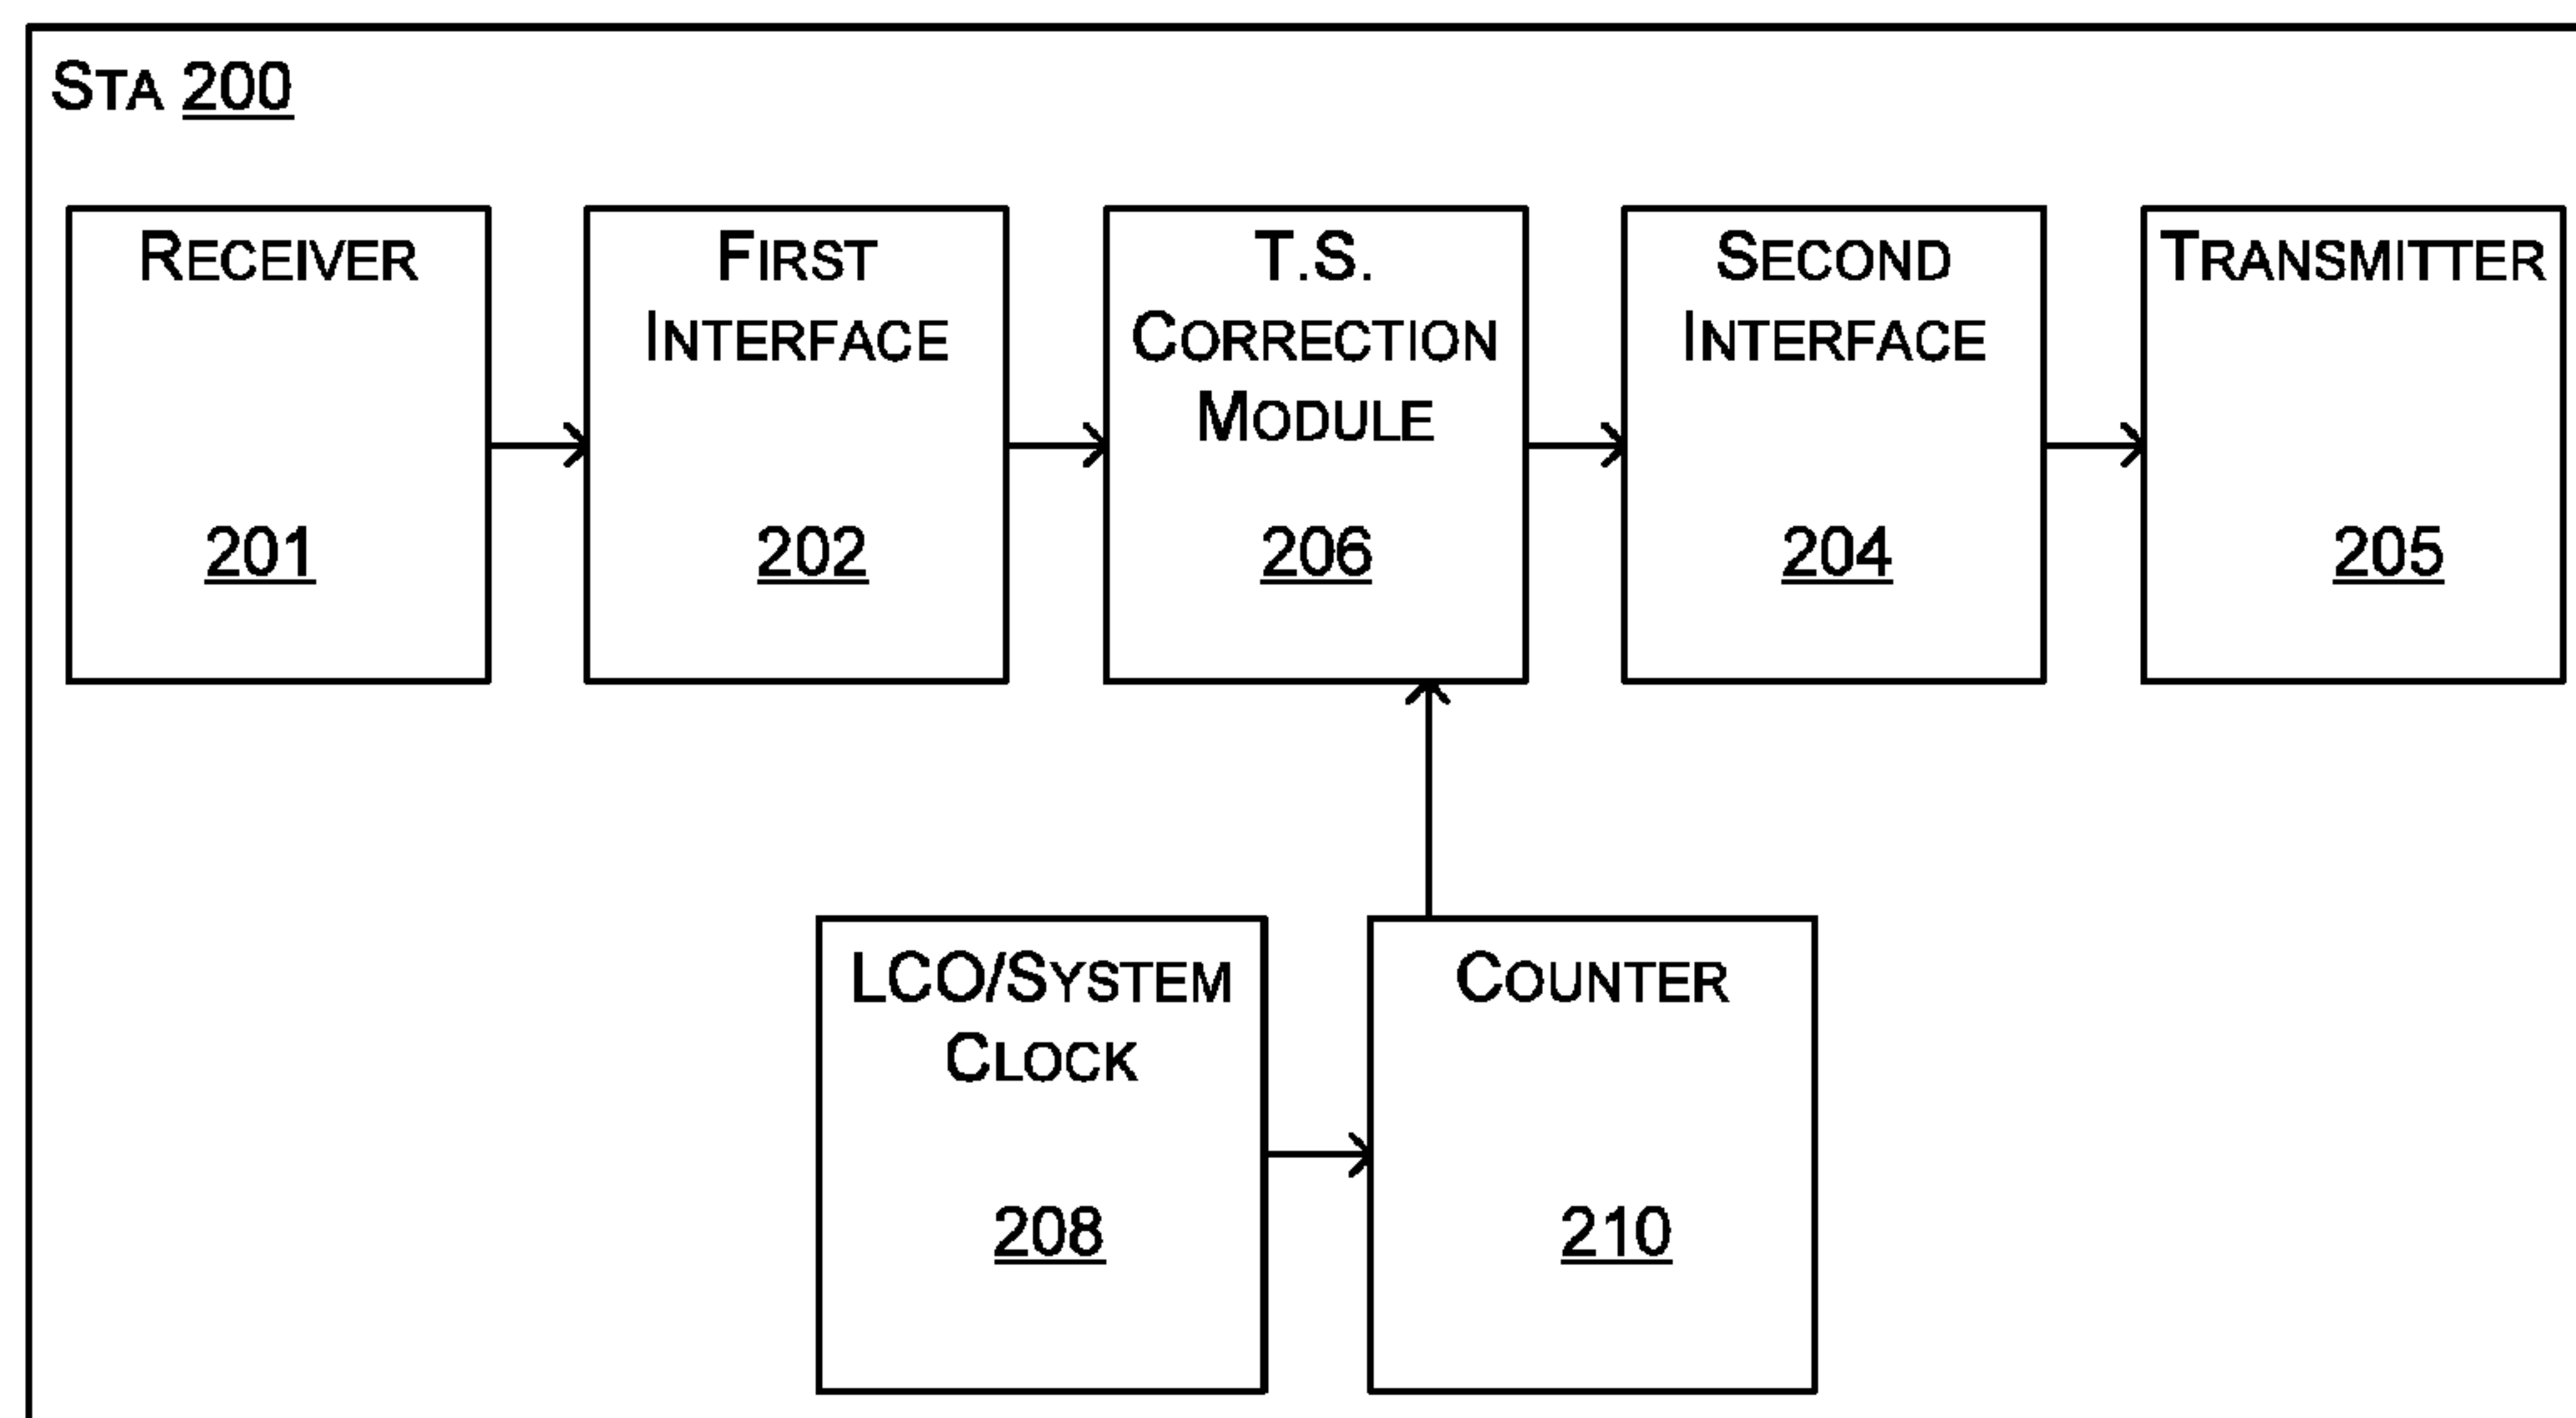 STA 200
RECEIVER
201
FIRST
INTERFACE
202
T.S.
CORRECTION
MODULE
206
SECOND
INTERFACE
204
TRANSMITTER
205
LCO/SYSTEM
CLOCK
208
COUNTER
210